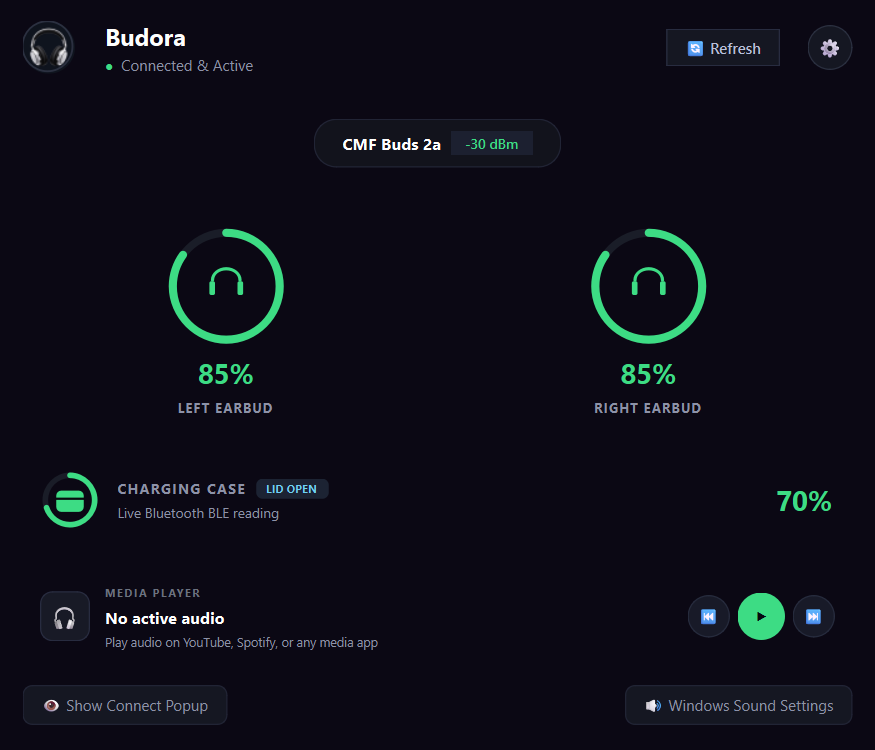 Budora
Connected & Active
Refresh
CMF Buds 2a
-30 dBm
85%
LEFT EARBUD
85%
RIGHT EARBUD
CHARGING CASE
LID OPEN
Live Bluetooth BLE reading
70%
MEDIA PLAYER
No active audio
Play audio on YouTube, Spotify, or any media app
Show Connect Popup
Windows Sound Settings